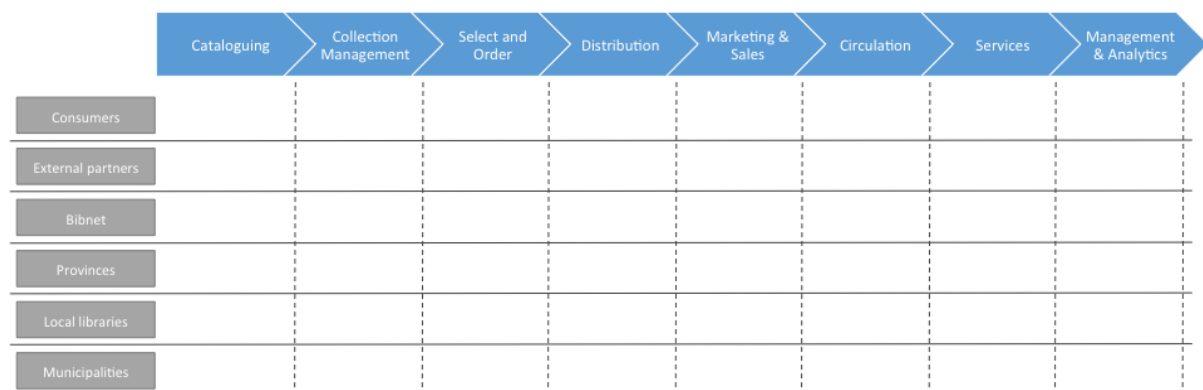 Cataloguing
Collection
Management
Select and
Order
Distribution
Marketing &
Sales
Circulation
Services
Management
& Analytics
Consumers
External partners
Bibnet
Provinces
Local libraries
Municipalities